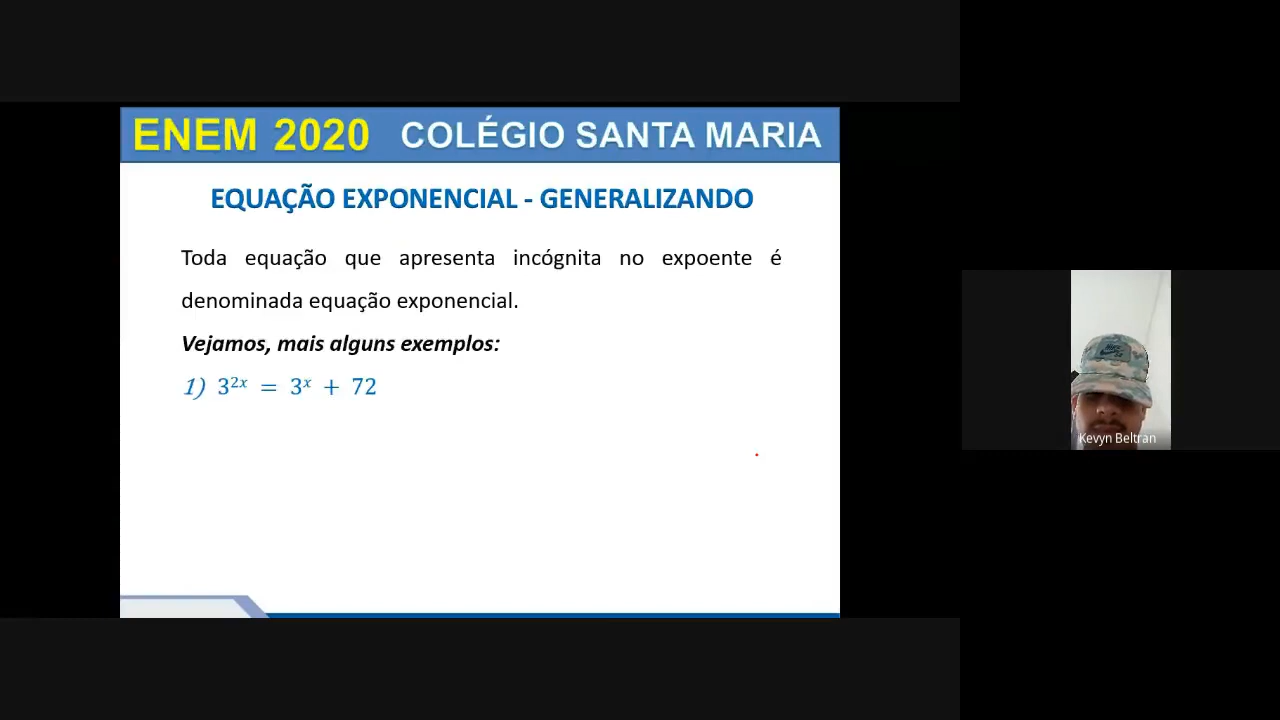 ENEM 2020 COLÉGIO SANTA MARIA
EQUAÇÃO EXPONENCIAL - GENERALIZANDO
Toda equação que apresenta incógnita no expoente é
denominada equação exponencial.
Vejamos, mais alguns exemplos:
1) 3²ˣ = 3ˣ + 72
Kevyn Beltran